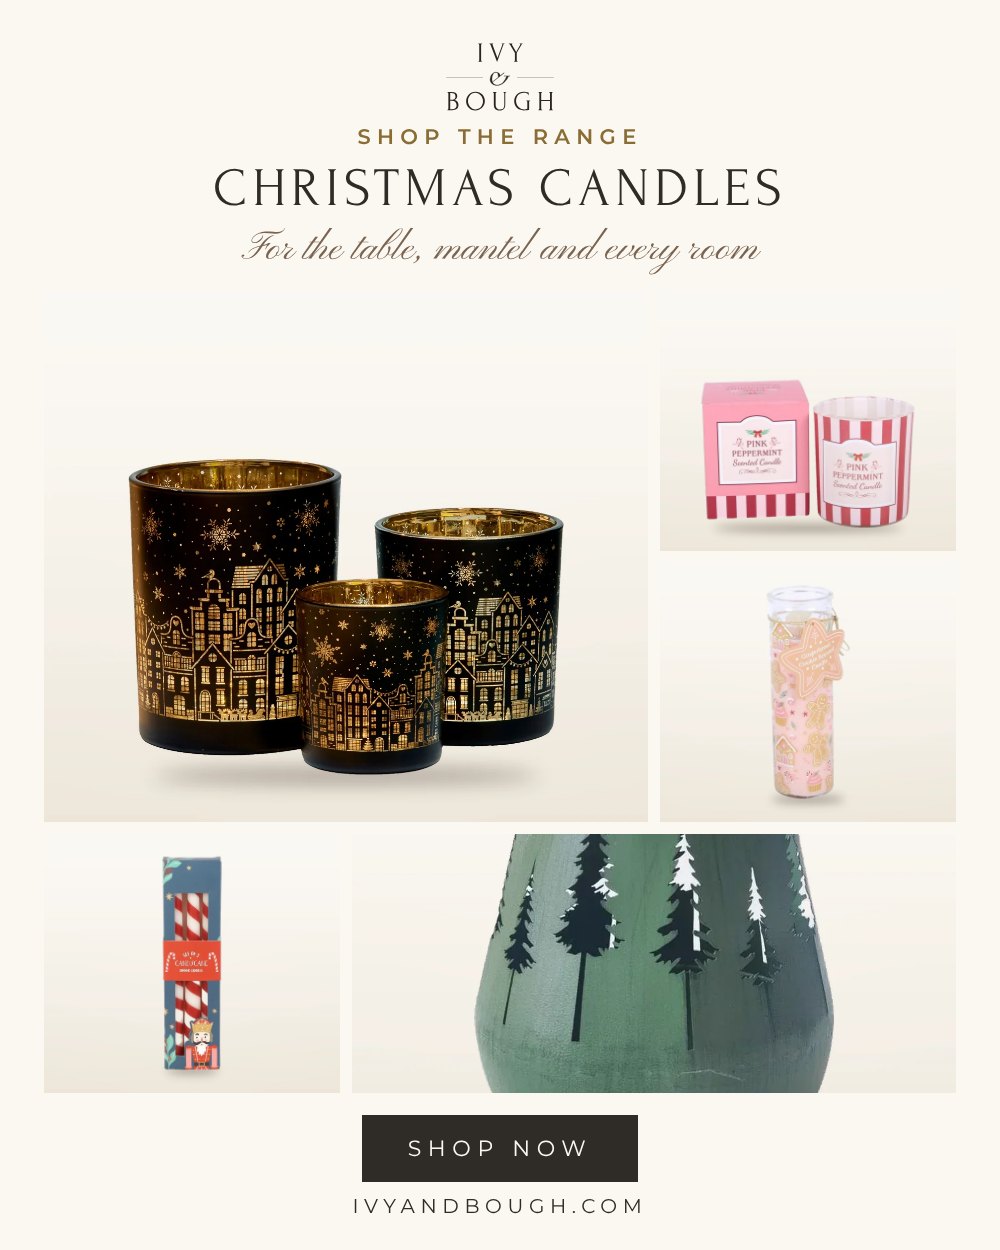 IVY
&
BOUGH
SHOP THE RANGE
CHRISTMAS CANDLES
For the table, mantel and every room
PINK
PEPPERMINT
Scented Candle
PINK
PEPPERMINT
Scented Candle
SHOP NOW
IVYANDBOUGH.COM